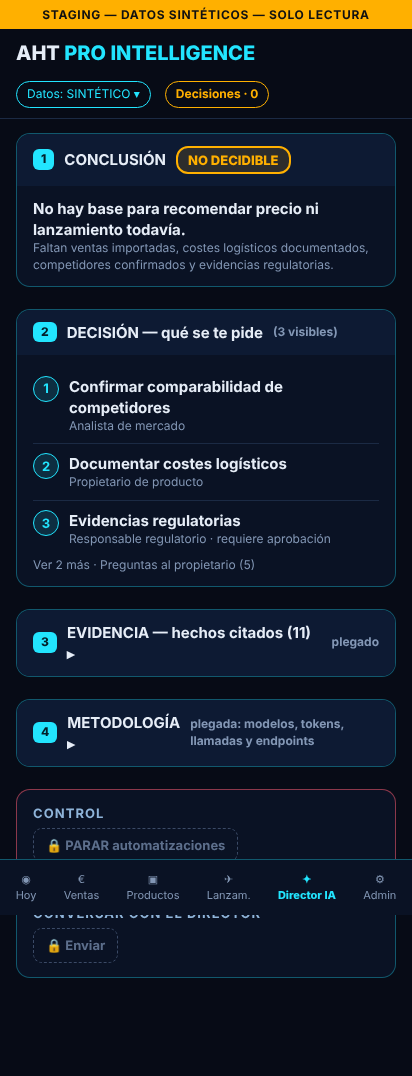 STAGING — DATOS SINTÉTICOS — SOLO LECTURA
AHT PRO INTELLIGENCE
Datos: SINTÉTICO ▾
Decisiones · 0
1 CONCLUSIÓN NO DECIDIBLE
No hay base para recomendar precio ni
lanzamiento todavía.
Faltan ventas importadas, costes logísticos documentados,
competidores confirmados y evidencias regulatorias.
2 DECISIÓN — qué se te pide (3 visibles)
1 Confirmar comparabilidad de
competidores
Analista de mercado
2 Documentar costes logísticos
Propietario de producto
3 Evidencias regulatorias
Responsable regulatorio · requiere aprobación
Ver 2 más · Preguntas al propietario (5)
3 EVIDENCIA — hechos citados (11) ▸ plegado
4 METODOLOGÍA ▸ plegada: modelos, tokens,
llamadas y endpoints
CONTROL
🔒 PARAR automatizaciones
Hoy
€ Ventas
Productos
Lanzam.
Director IA
Admin
CONVERSAR CON EL DIRECTOR
🔒 Enviar